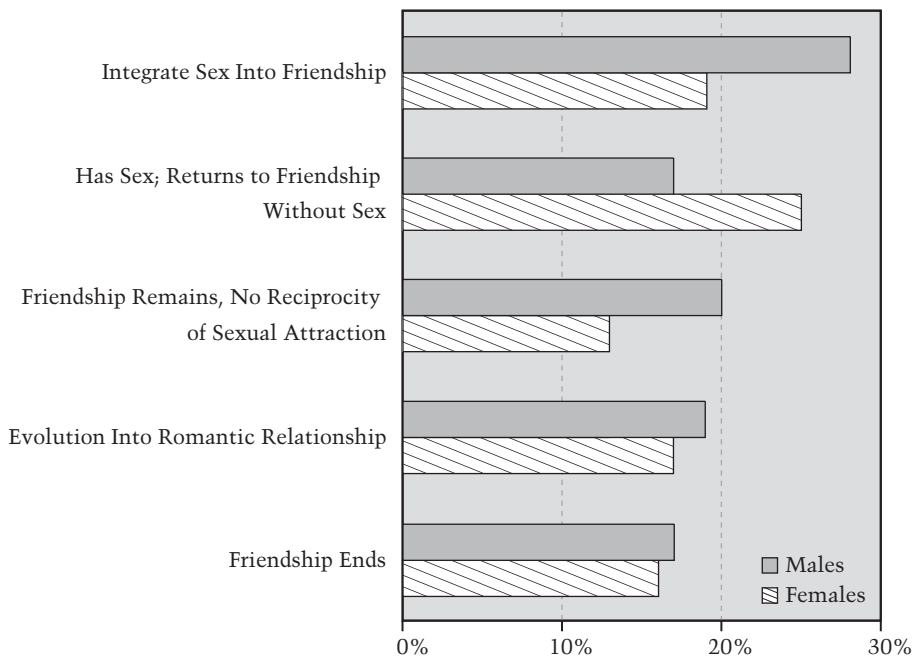 Integrate Sex Into Friendship
Has Sex; Returns to Friendship
Without Sex
Friendship Remains, No Reciprocity
of Sexual Attraction
Evolution Into Romantic Relationship
Friendship Ends
Males
Females
0% 10% 20% 30%